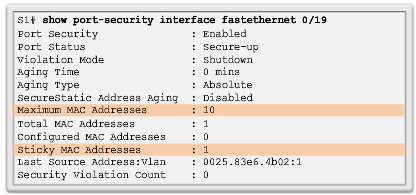 S1# show port-security interface fastethernet 0/19
Port Security : Enabled
Port Status : Secure-up
Violation Mode : Shutdown
Aging Time : 0 mins
Aging Type : Absolute
SecureStatic Address Aging : Disabled
Maximum MAC Addresses : 10
Total MAC Addresses : 1
Configured MAC Addresses : 0
Sticky MAC Addresses : 1
Last Source Address:Vlan : 0025.83e6.4b02:1
Security Violation Count : 0